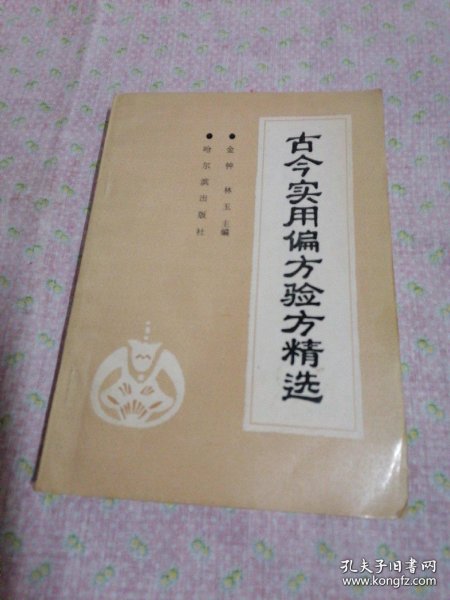 古今实用偏方验方精选
●金钟 林玉 主编
●哈尔滨出版社
孔夫子旧书网
www.kongfz.com